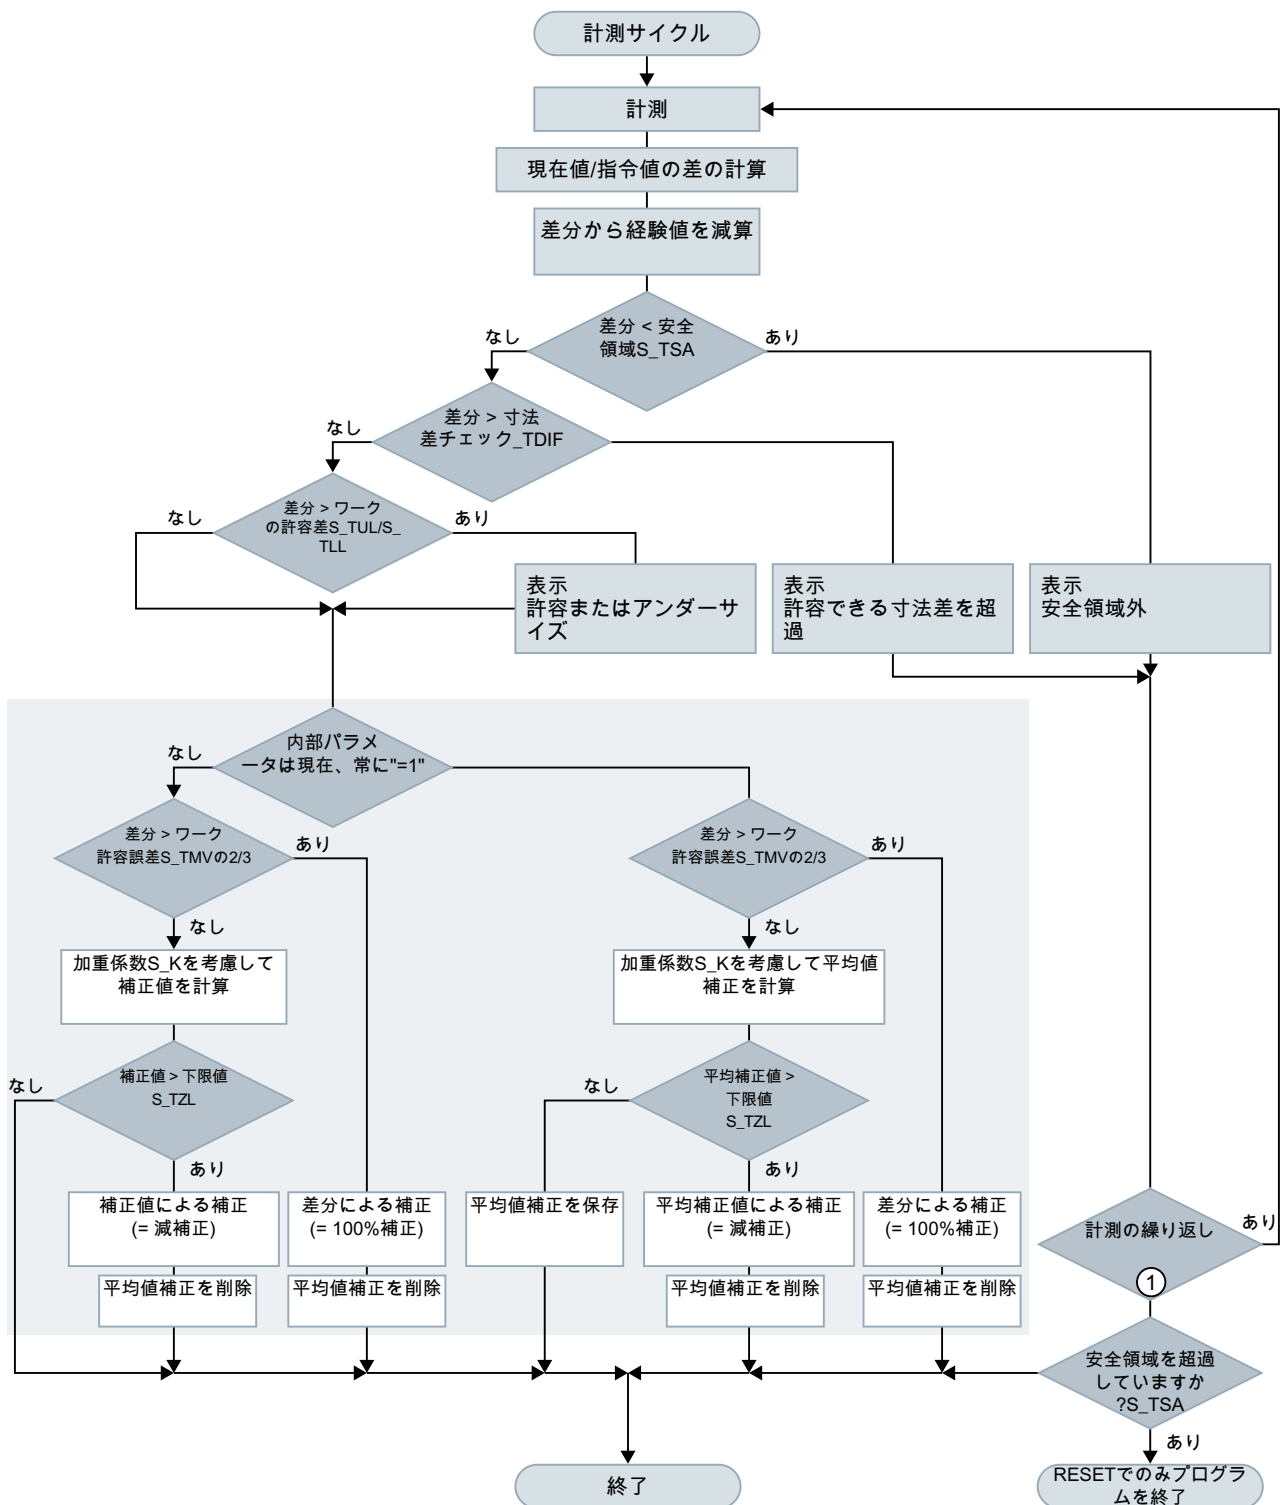 計測サイクル
計測
現在値/指令値の差の計算
差分から経験値を減算
差分 < 安全
領域S_TSA
なし
あり
差分 > 寸法
差チェック_TDIF
なし
差分 > ワーク
の許容差S_TUL/S_
TLL
なし
あり
表示
許容またはアンダーサ
イズ
表示
許容できる寸法差を超
過
表示
安全領域外
内部パラメ
ータは現在、常に"=1"
なし
差分 > ワーク
許容誤差S_TMVの2/3
あり
なし
差分 > ワーク
許容誤差S_TMVの2/3
あり
なし
加重係数S_Kを考慮して
補正値を計算
加重係数S_Kを考慮して平均値
補正を計算
補正値 > 下限値
S_TZL
なし
あり
平均補正値 >
下限値
S_TZL
なし
あり
補正値による補正
(= 減補正)
差分による補正
(= 100%補正)
平均値補正を保存
平均補正値による補正
(= 減補正)
差分による補正
(= 100%補正)
平均値補正を削除
平均値補正を削除
平均値補正を削除
平均値補正を削除
計測の繰り返し
あり
1
安全領域を超過
していますか
?S_TSA
あり
終了
RESETでのみプログラ
ムを終了